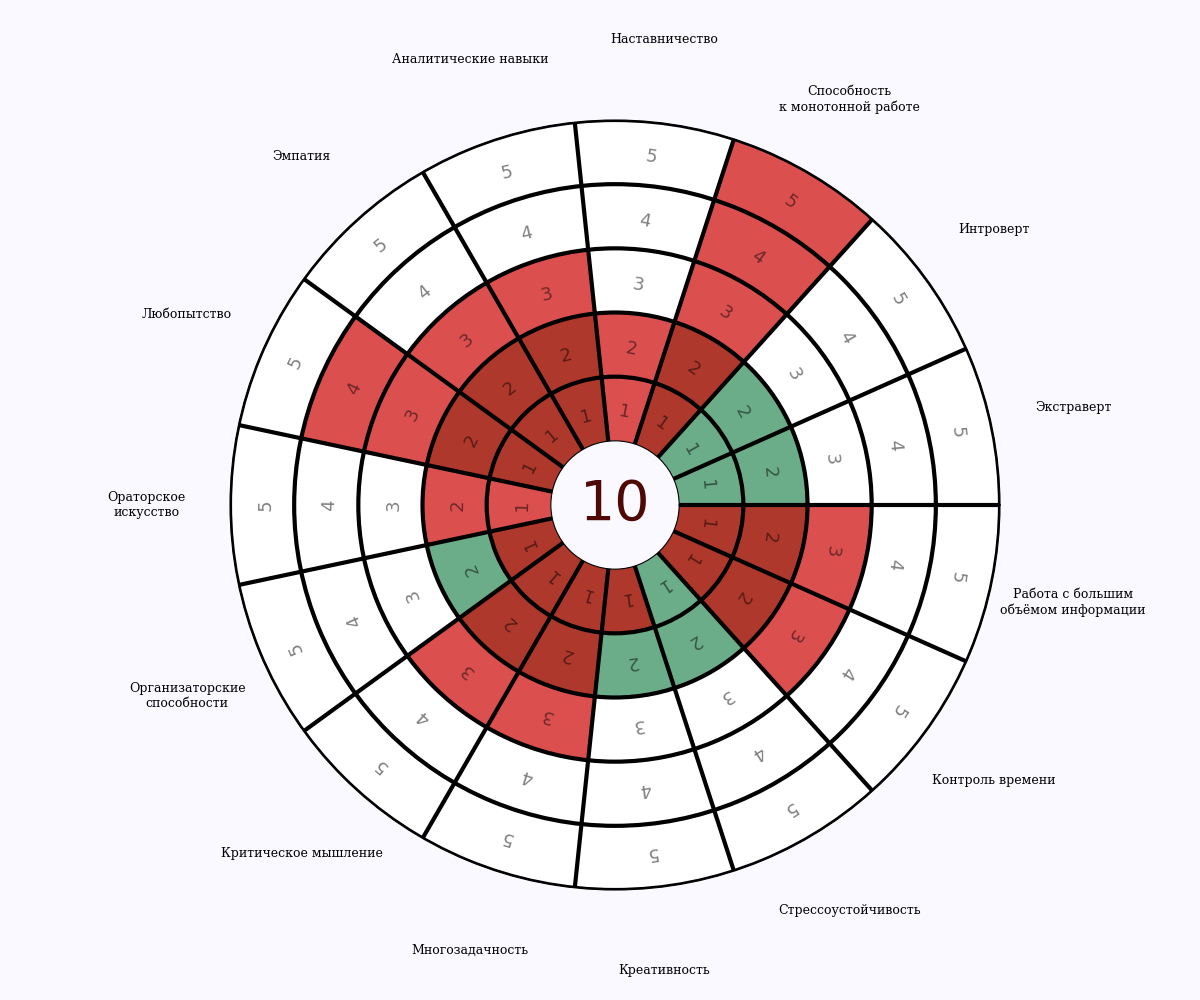 Наставничество
5 4 3 2 1
Способность
к монотонной работе
5 4 3 2 1
Интроверт
5 4 3 2 1
Экстраверт
5 4 3 2 1
Работа с большим
объёмом информации
5 4 3 2 1
Контроль времени
5 4 3 2 1
Стрессоустойчивость
5 4 3 2 1
Креативность
5 4 3 2 1
Многозадачность
5 4 3 2 1
Критическое мышление
5 4 3 2 1
Организаторские
способности
5 4 3 2 1
Ораторское
искусство
5 4 3 2 1
Любопытство
5 4 3 2 1
Эмпатия
5 4 3 2 1
Аналитические навыки
5 4 3 2 1
10